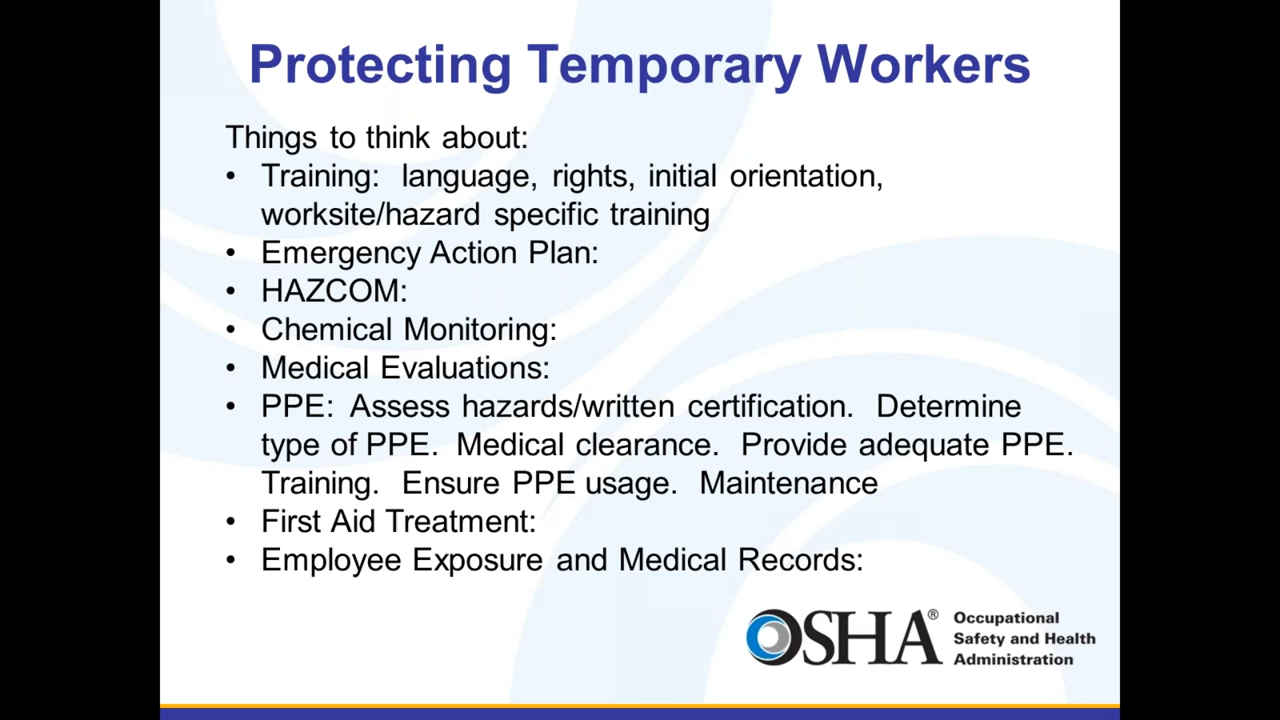 Protecting Temporary Workers
Things to think about:
• Training: language, rights, initial orientation,
worksite/hazard specific training
• Emergency Action Plan:
• HAZCOM:
• Chemical Monitoring:
• Medical Evaluations:
• PPE: Assess hazards/written certification. Determine
type of PPE. Medical clearance. Provide adequate PPE.
Training. Ensure PPE usage. Maintenance
• First Aid Treatment:
• Employee Exposure and Medical Records:
OSHA®
Occupational
Safety and Health
Administration